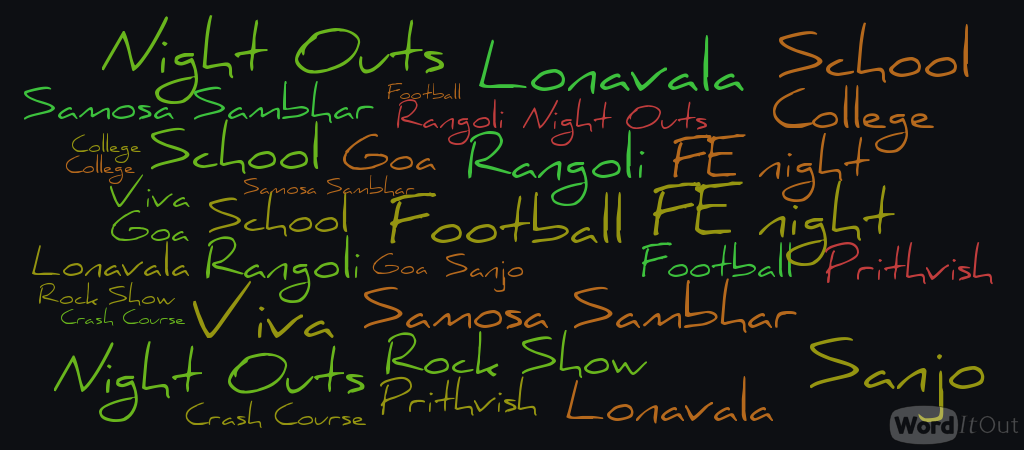 Night Outs Lonavala School
Samosa Sambhar Football Rangoli Night Outs College
College School Goa Rangoli FE night
College
Viva Samosa Sambhar
Goa School Football FE night
Lonavala Rangoli Goa Sanjo Football Prithvish
Rock Show
Crash Course Viva Samosa Sambhar
Night Outs Rock Show Sanjo
Crash Course Prithvish Lonavala
WordItOut